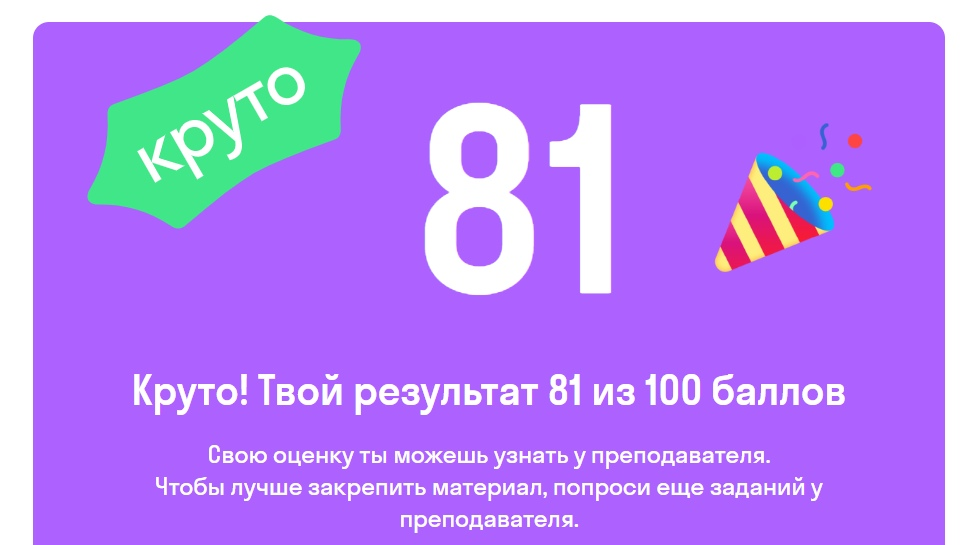 круто
81
Круто! Твой результат 81 из 100 баллов
Свою оценку ты можешь узнать у преподавателя.
Чтобы лучше закрепить материал, попроси еще заданий у
преподавателя.